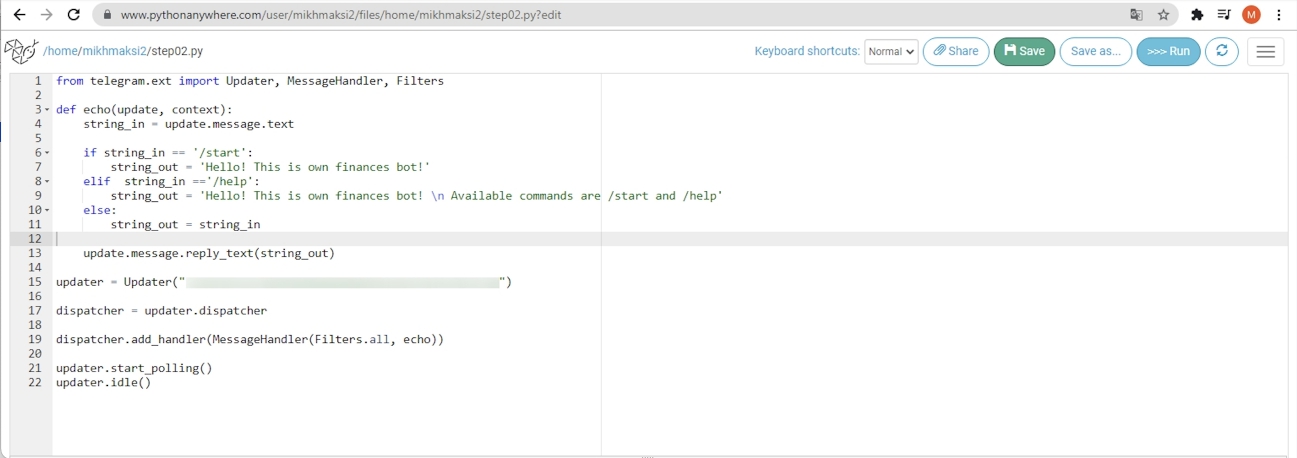 www.pythonanywhere.com/user/mikhmaksi2/files/home/mikhmaksi2/step02.py?edit
M
/home/mikhmaksi2/step02.py
Keyboard shortcuts: Normal Share Save Save as... >>> Run
1 from telegram.ext import Updater, MessageHandler, Filters
2
3 def echo(update, context):
4     string_in = update.message.text
5
6     if string_in == '/start':
7         string_out = 'Hello! This is own finances bot!'
8     elif  string_in =='/help':
9         string_out = 'Hello! This is own finances bot! \n Available commands are /start and /help'
10     else:
11         string_out = string_in
12
13     update.message.reply_text(string_out)
14
15 updater = Updater("                    ")
16
17 dispatcher = updater.dispatcher
18
19 dispatcher.add_handler(MessageHandler(Filters.all, echo))
20
21 updater.start_polling()
22 updater.idle()